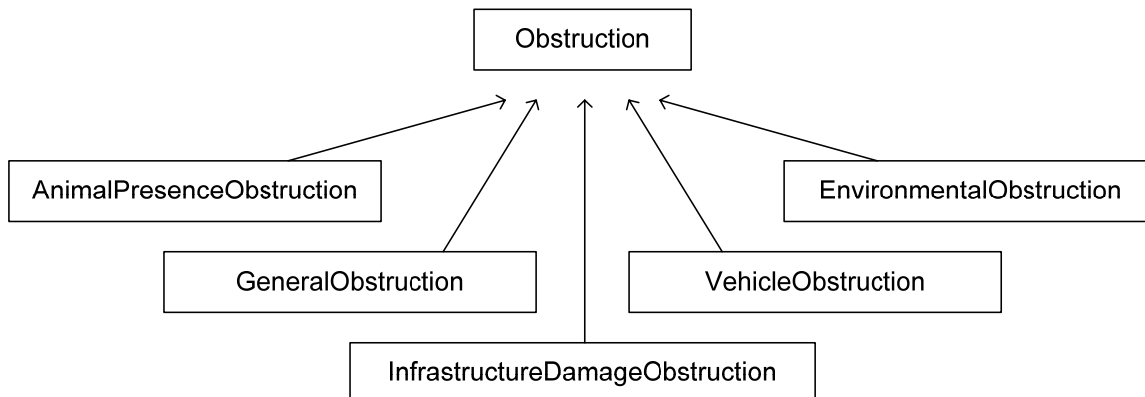 Obstruction
AnimalPresenceObstruction
EnvironmentalObstruction
GeneralObstruction
VehicleObstruction
InfrastructureDamageObstruction